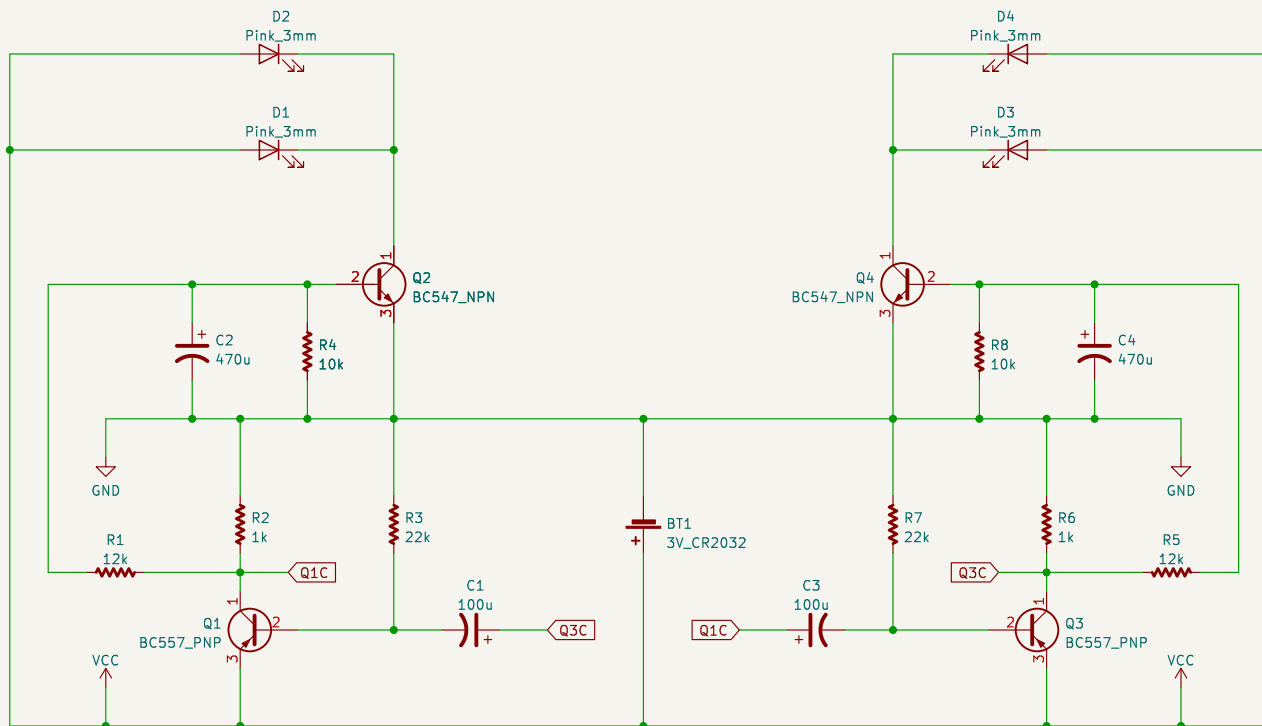 D2
Pink_3mm
D4
Pink_3mm
D1
Pink_3mm
D3
Pink_3mm
1
2
3
Q2
BC547_NPN
1
2
3
Q4
BC547_NPN
+
C2
470u
R4
10k
R8
10k
+
C4
470u
GND
GND
R2
1k
R3
22k
+
BT1
3V_CR2032
R7
22k
R6
1k
R1
12k
Q1C
Q3C
R5
12k
C1
100u
+
Q3C
Q1C
C3
100u
+
1
2
3
Q1
BC557_PNP
1
2
3
Q3
BC557_PNP
VCC
VCC